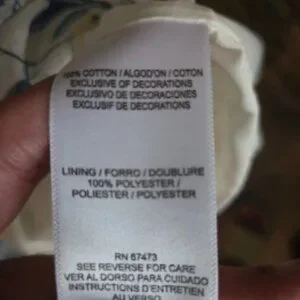 100% COTTON / ALGODON / COTON
EXCLUSIVE OF DECORATIONS
EXCLUSIVO DE DECORACIONES
EXCLUSIF DE DECORATIONS
LINING / FORRO / DOUBLURE
100% POLYESTER /
POLIESTER / POLYESTER
RN 67473
SEE REVERSE FOR CARE
VER AL DORSO PARA CUIDADO
INSTRUCTIONS D'ENTRETIEN
AU VERSO